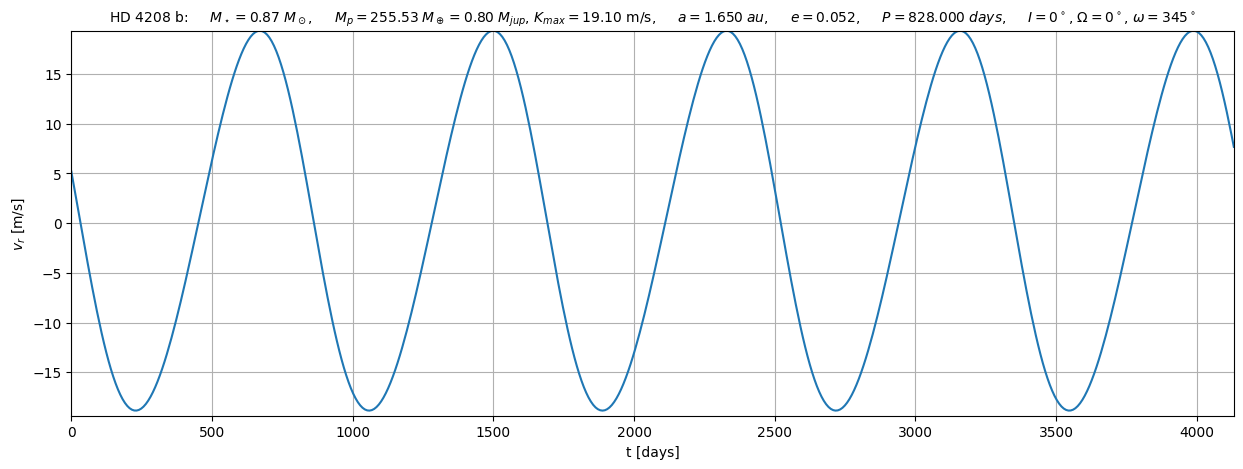 HD 4208 b: M⋆ = 0.87 M⊙, Mp = 255.53 M⊕ = 0.80 Mjup, Kmax = 19.10 m/s, a = 1.650 au, e = 0.052, P = 828.000 days, I = 0°, Ω = 0°, ω = 345°
15
10
5
0
−5
−10
−15
vr [m/s]
0 500 1000 1500 2000 2500 3000 3500 4000
t [days]